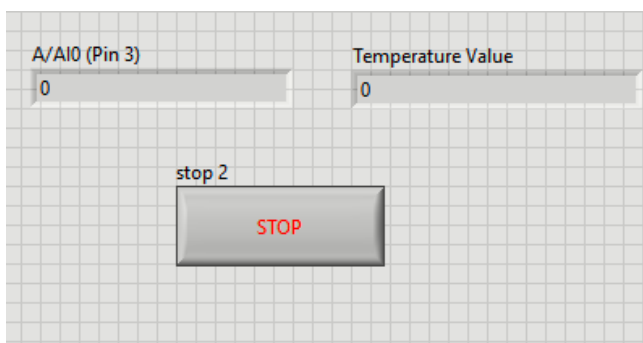 A/AI0 (Pin 3)
Temperature Value
0
0
stop 2
STOP